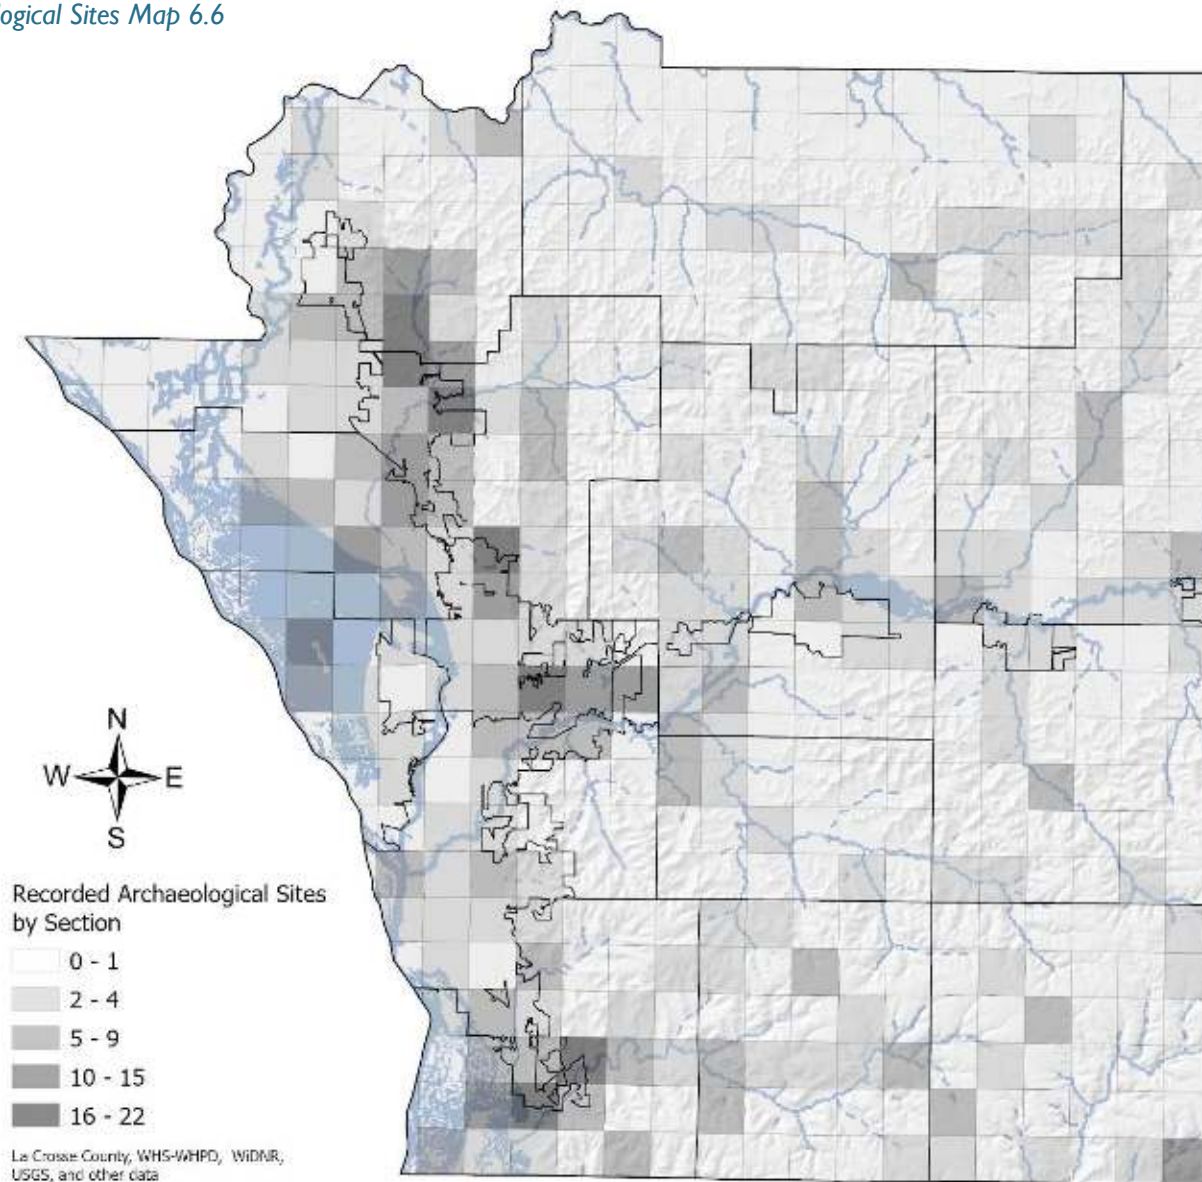 ogical Sites Map 6.6
N
W E
S
Recorded Archaeological Sites
by Section
0 - 1
2 - 4
5 - 9
10 - 15
16 - 22
La Crosse County, WHS-WHPD, WiDNR,
USGS, and other data